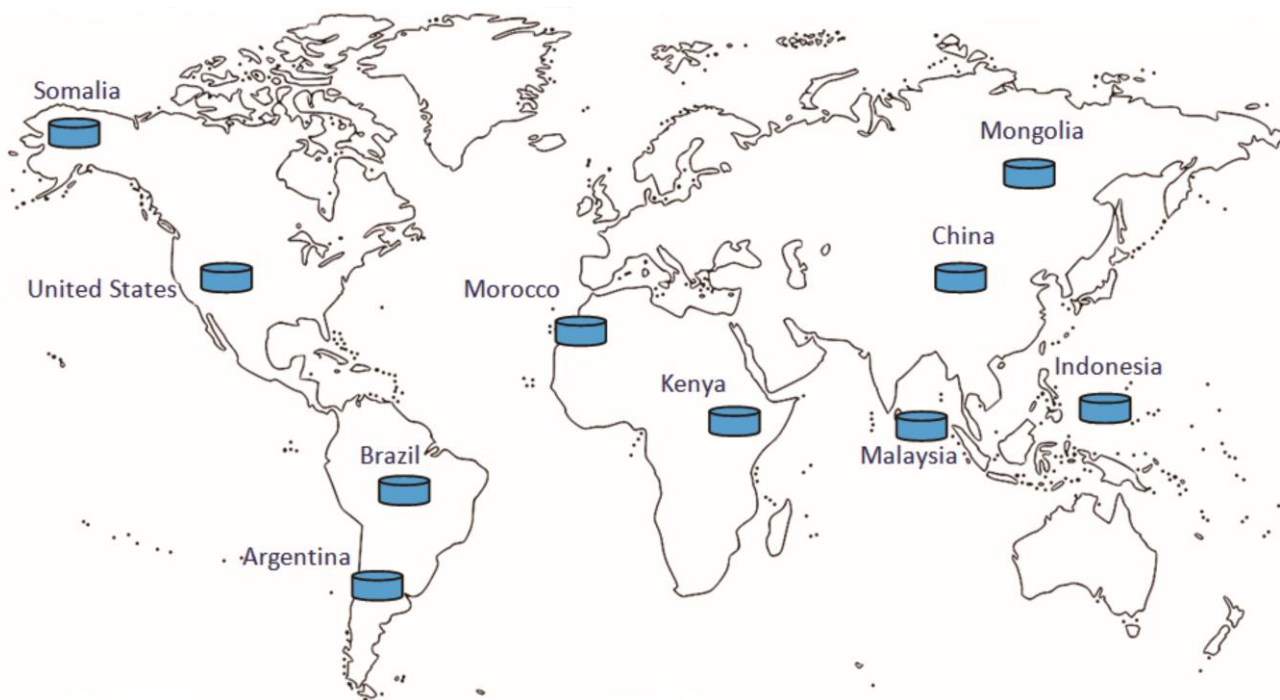 Somalia
Mongolia
China
United States
Morocco
Indonesia
Kenya
Brazil
Malaysia
Argentina